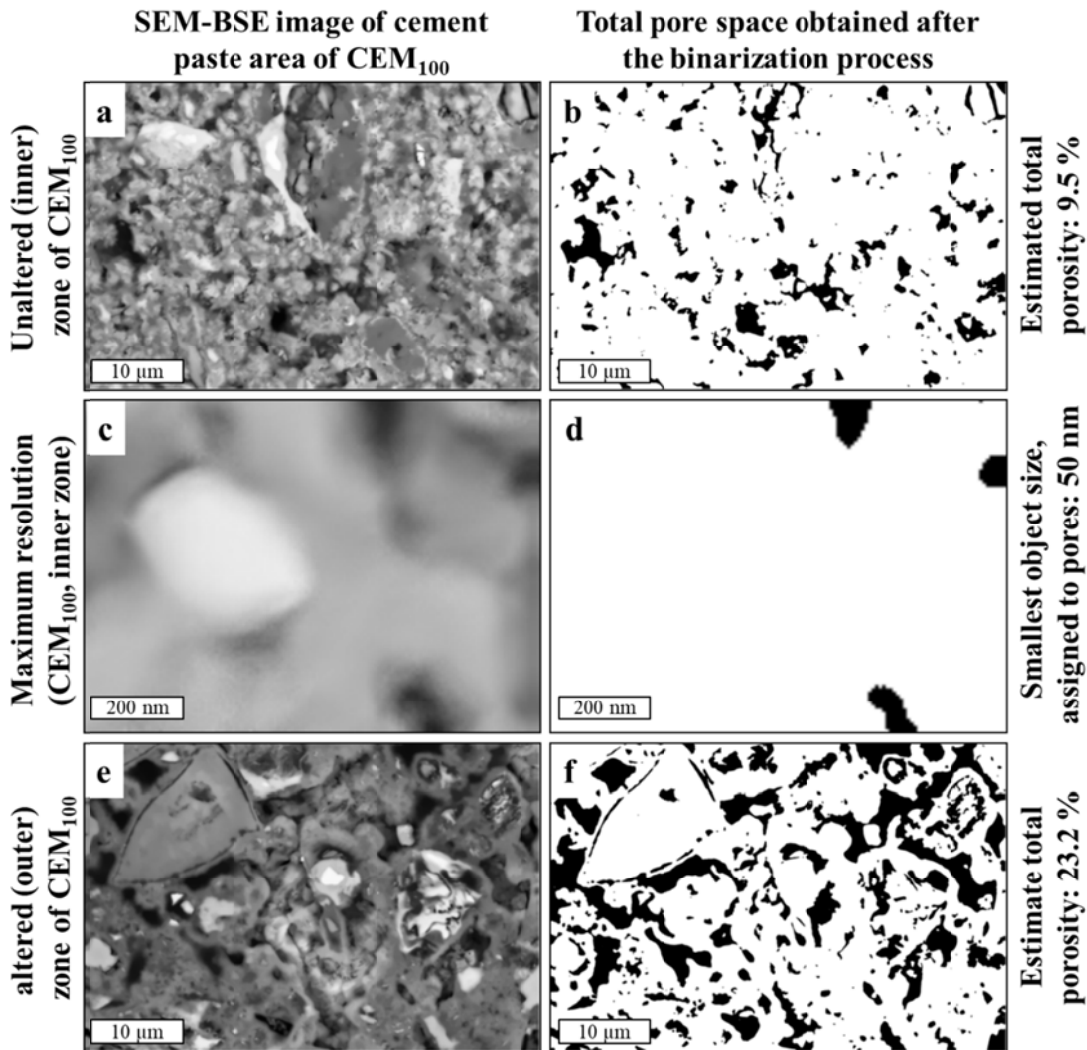 SEM-BSE image of cement
paste area of CEM100
Total pore space obtained after
the binarization process
Unaltered (inner)
zone of CEM100
a
10 µm
b
10 µm
Estimated total
porosity: 9.5 %
Maximum resolution
(CEM100, inner zone)
c
200 nm
d
200 nm
Smallest object size,
assigned to pores: 50 nm
altered (outer)
zone of CEM100
e
10 µm
f
10 µm
Estimate total
porosity: 23.2 %